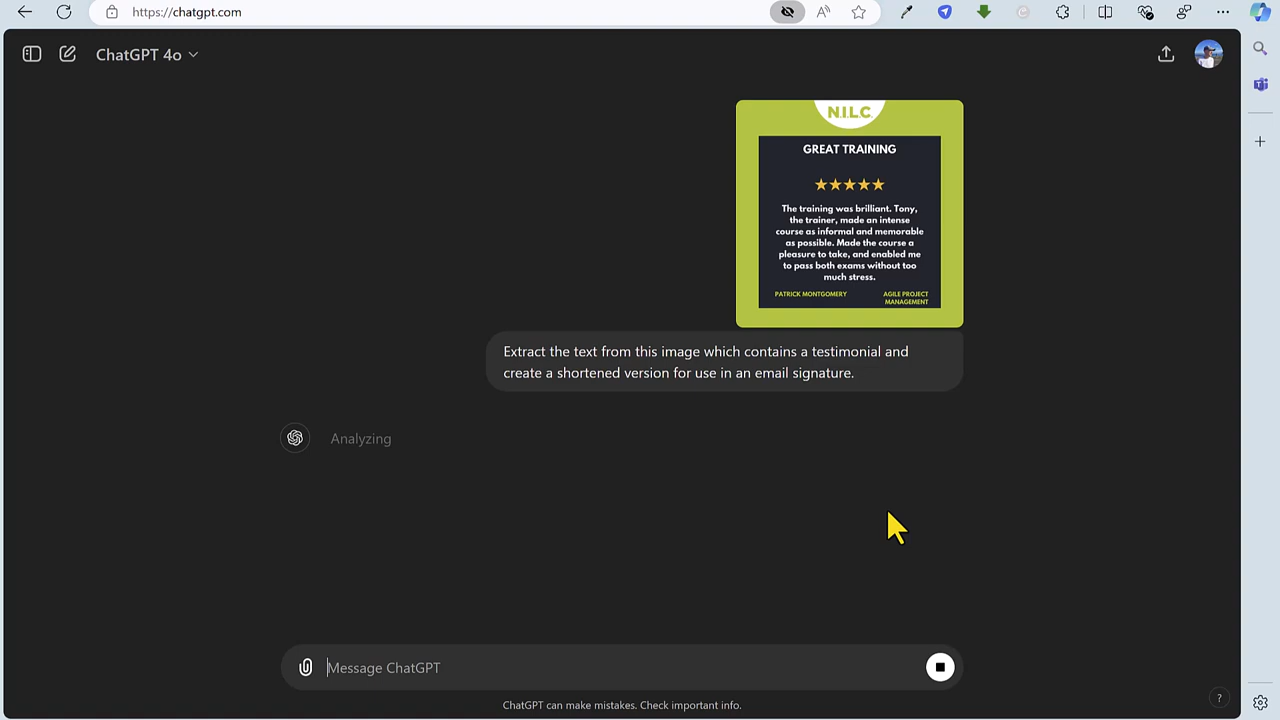 https://chatgpt.com
ChatGPT 4o
N.I.L.C.
GREAT TRAINING
The training was brilliant. Tony,
the trainer, made an intense
course as informal and memorable
as possible. Made the course a
pleasure to take, and enabled me
to pass both exams without too
much stress.
PATRICK MONTGOMERY
AGILE PROJECT
MANAGEMENT
Extract the text from this image which contains a testimonial and
create a shortened version for use in an email signature.
Analyzing
Message ChatGPT
ChatGPT can make mistakes. Check important info.
?